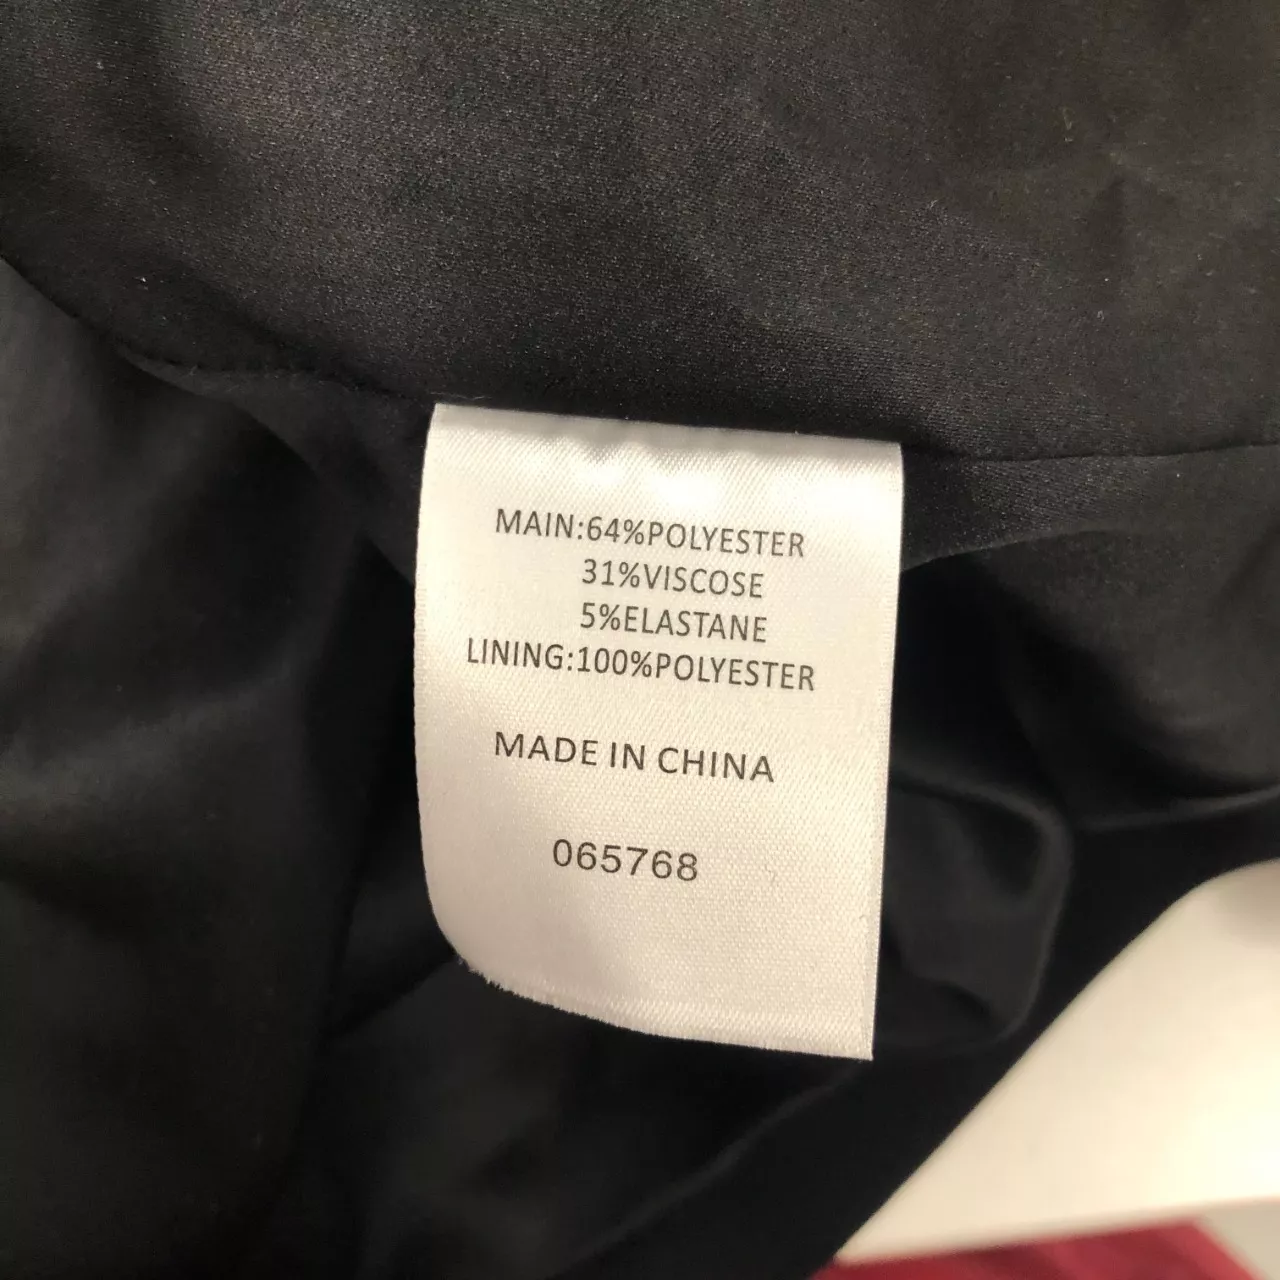 MAIN:64%POLYESTER
31%VISCOSE
5%ELASTANE
LINING:100%POLYESTER
MADE IN CHINA
065768